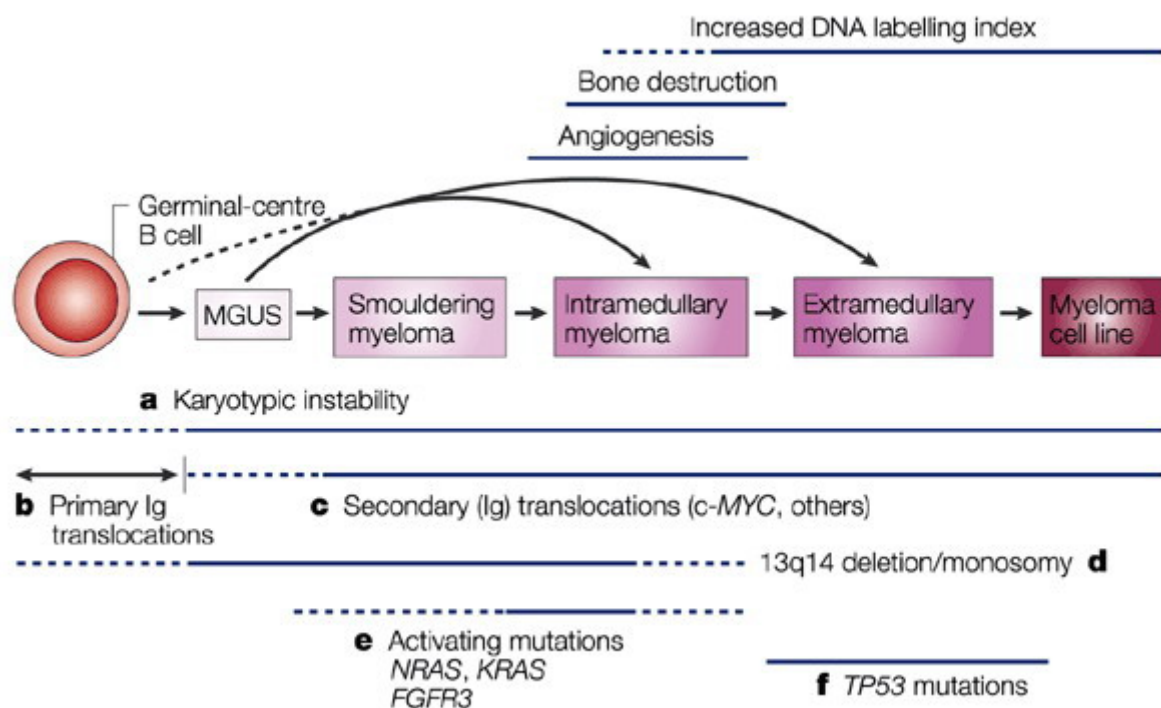 Increased DNA labelling index
Bone destruction
Angiogenesis
Germinal-centre
B cell
MGUS
Smouldering
myeloma
Intramedullary
myeloma
Extramedullary
myeloma
Myeloma
cell line
a Karyotypic instability
b Primary Ig
translocations
c Secondary (Ig) translocations (c-MYC, others)
13q14 deletion/monosomy d
e Activating mutations
NRAS, KRAS
FGFR3
f TP53 mutations